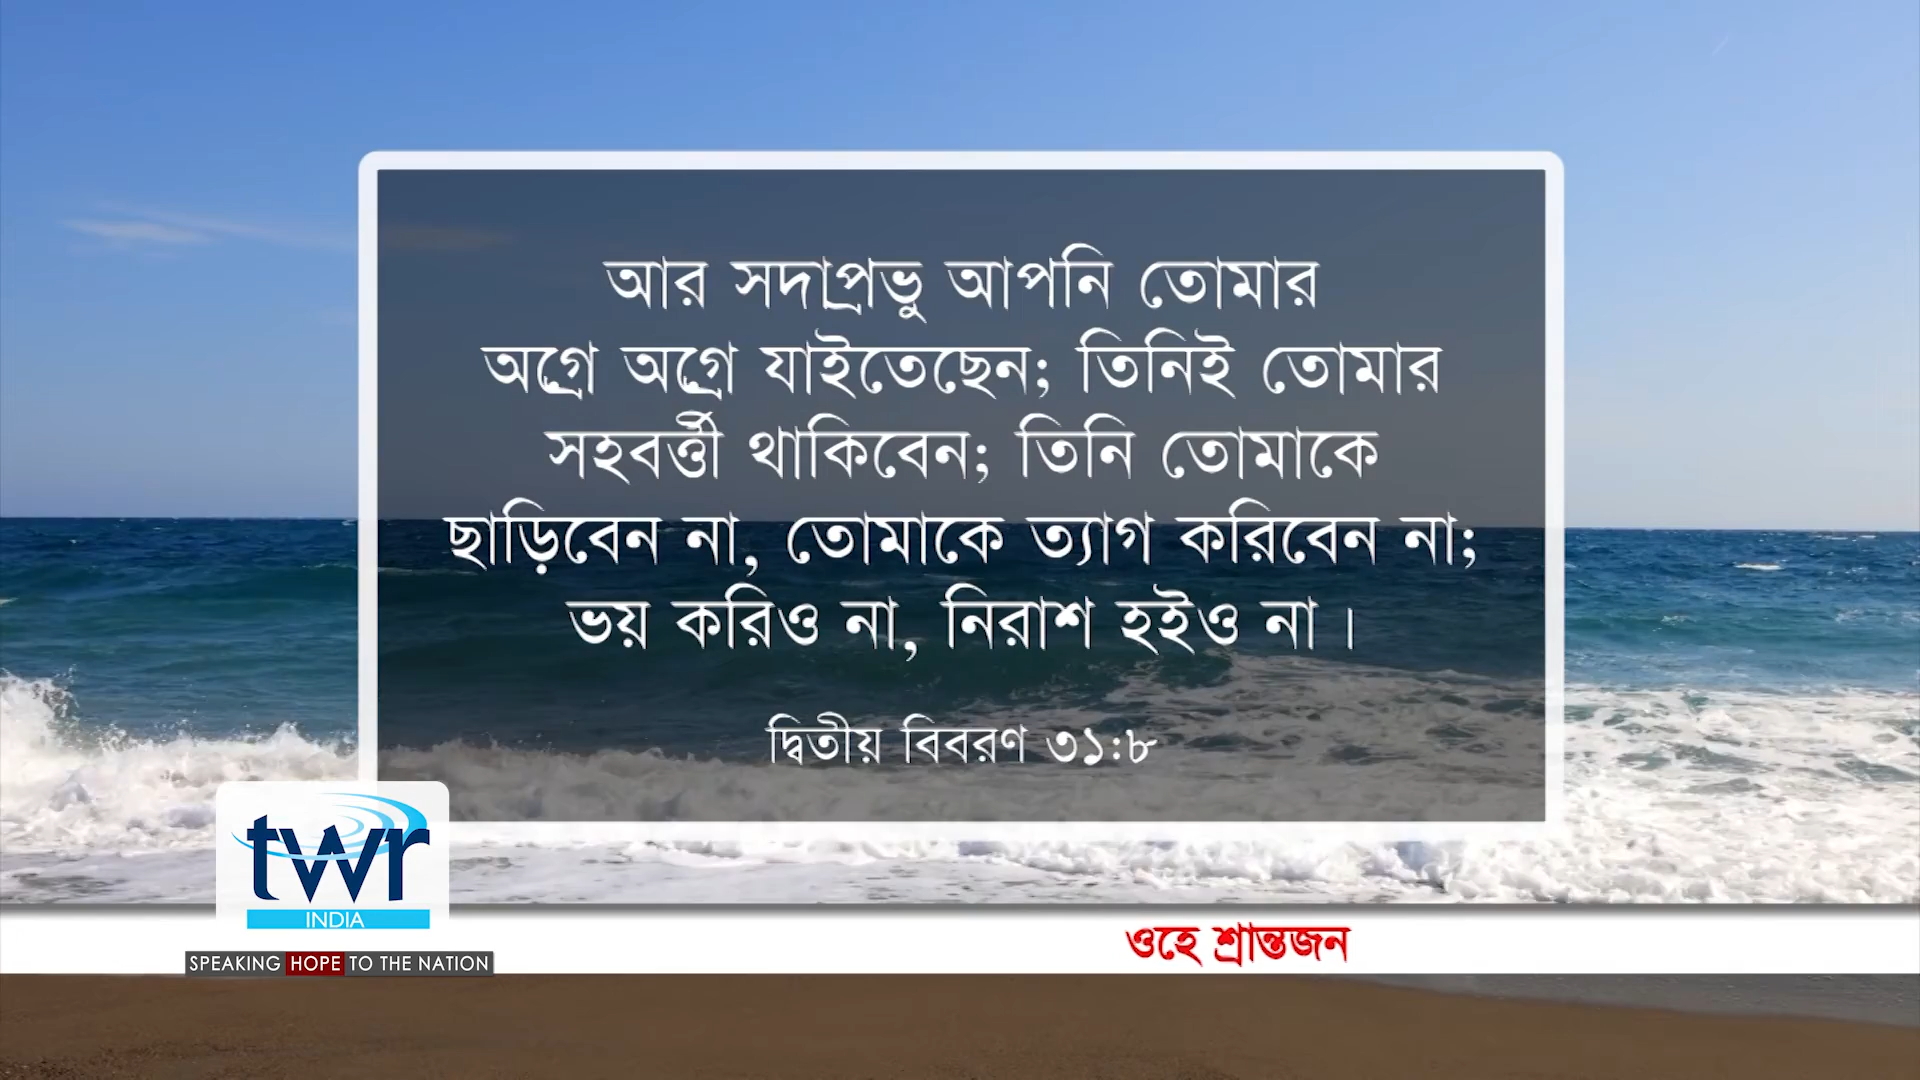 আর সদাপ্রভু আপনি তোমার
অগ্রে অগ্রে যাইতেছেন; তিনিই তোমার
সহবর্ত্তী থাকিবেন; তিনি তোমাকে
ছাড়িবেন না, তোমাকে ত্যাগ করিবেন না;
ভয় করিও না, নিরাশ হইও না।
দ্বিতীয় বিবরণ ৩১:৮
twr
INDIA
ওহে শ্রান্তজন
SPEAKING HOPE TO THE NATION